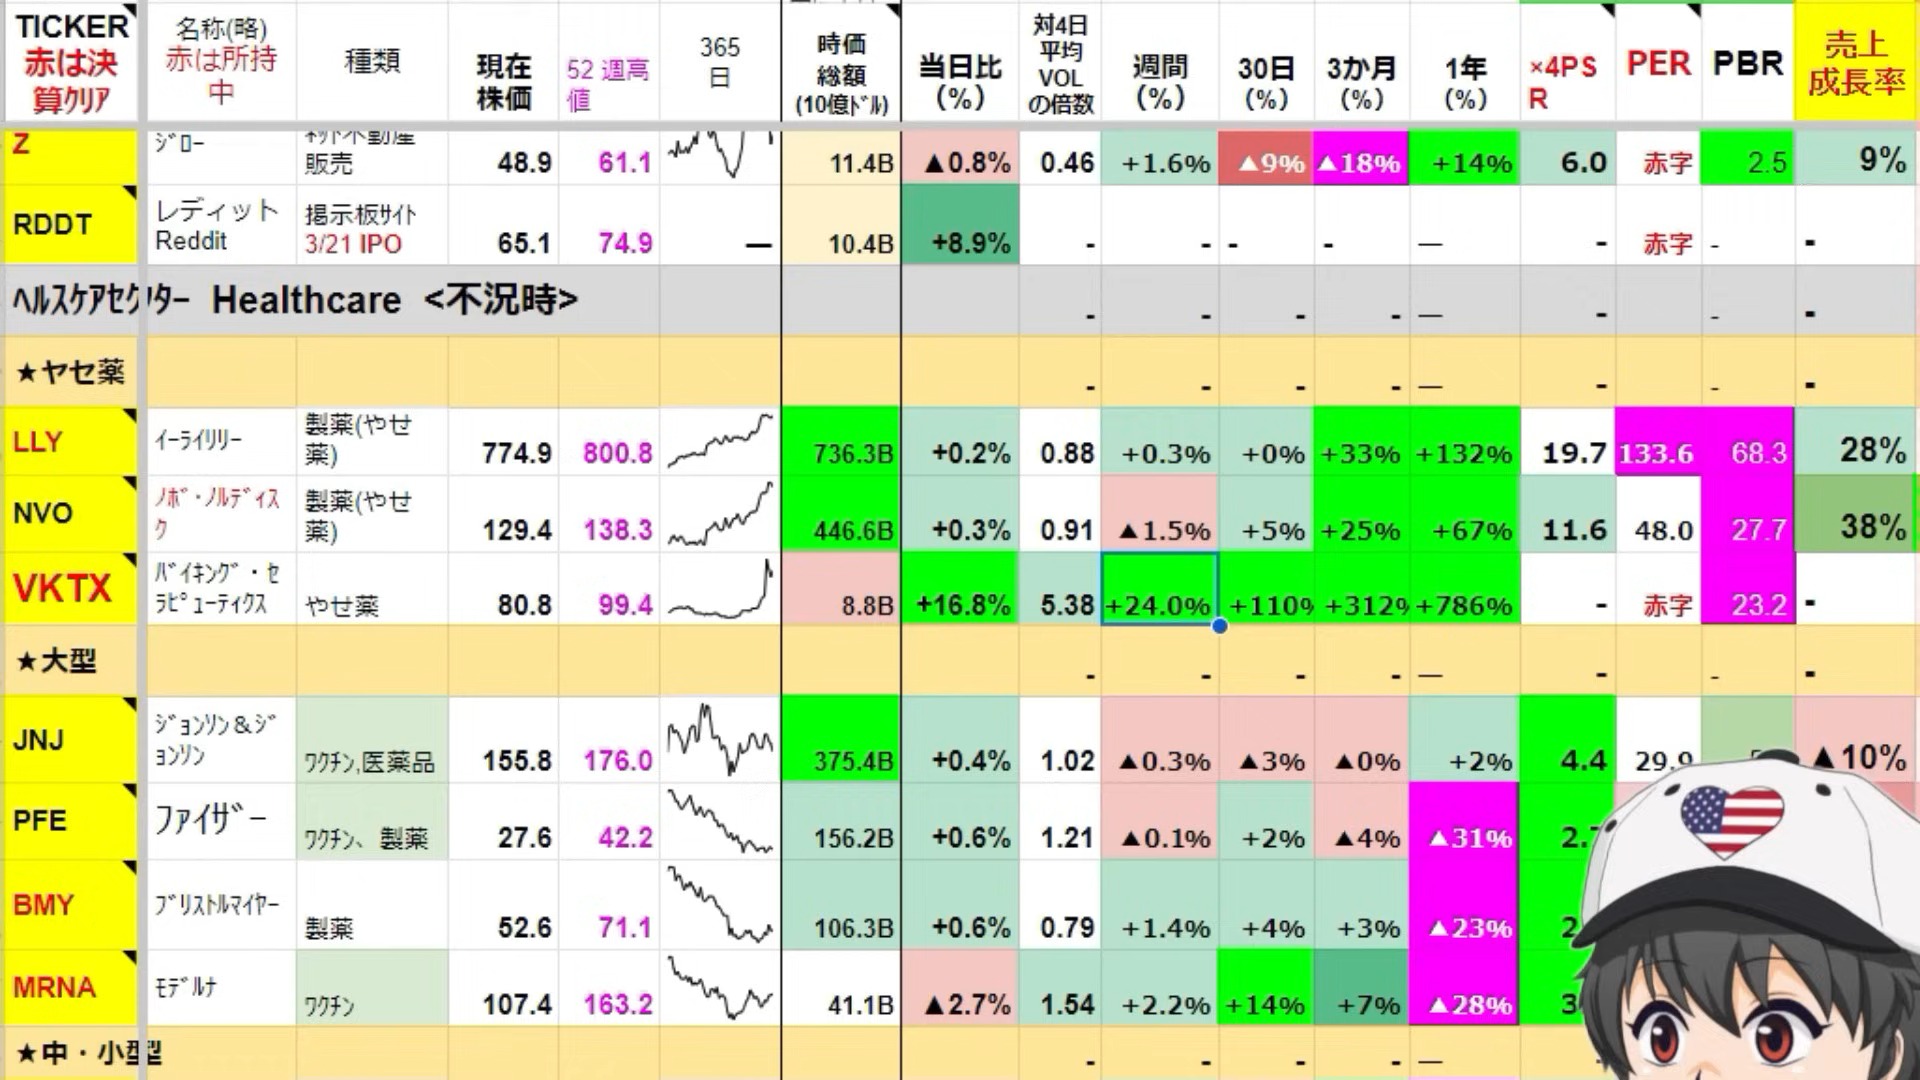 TICKER
赤は決
算ｸﾘｱ
名称(略)
赤は所持
中
種類
現在
株価
52 週高
値
365
日
時価
総額
(10億ﾄﾞﾙ)
当日比
(%)
対4日
平均
VOL
の倍数
週間
(%)
30日
(%)
3か月
(%)
1年
(%)
×4PS
R
PER
PBR
売上
成長率
Z
ｼﾞﾛｰ
ﾈｯﾄ不動産
販売
48.9 61.1 11.4B ▲0.8% 0.46 +1.6% ▲9% ▲18% +14% 6.0 赤字 2.5 9%
RDDT
レディット
Reddit
掲示板ｻｲﾄ
3/21 IPO
65.1 74.9 — 10.4B +8.9% - - - - — - 赤字 - -
ﾍﾙｽｹｱｾｸﾀｰ Healthcare <不況時> - - - - — - - -
★ヤセ薬 - - - - — - - -
LLY
ｲｰﾗｲﾘﾘｰ
製薬(やせ
薬)
774.9 800.8 736.3B +0.2% 0.88 +0.3% +0% +33% +132% 19.7 133.6 68.3 28%
NVO
ﾉﾎﾞ・ﾉﾙﾃﾞｨｽ
ｸ
製薬(やせ
薬)
129.4 138.3 446.6B +0.3% 0.91 ▲1.5% +5% +25% +67% 11.6 48.0 27.7 38%
VKTX
ﾊﾞｲｷﾝｸﾞ・ｾ
ﾗﾋﾟｭｰﾃｨｸｽ
やせ薬
80.8 99.4 8.8B +16.8% 5.38 +24.0% +110% +312% +786% - 赤字 23.2 -
★大型 - - - - — - - -
JNJ
ｼﾞｮﾝｿﾝ＆ｼﾞ
ｮﾝｿﾝ
ﾜｸﾁﾝ,医薬品
155.8 176.0 375.4B +0.4% 1.02 ▲0.3% ▲3% ▲0% +2% 4.4 29.9 ▲10%
PFE
ﾌｧｲｻﾞｰ
ﾜｸﾁﾝ、製薬
27.6 42.2 156.2B +0.6% 1.21 ▲0.1% +2% ▲4% ▲31%
BMY
ﾌﾞﾘｽﾄﾙﾏｲﾔｰ
製薬
52.6 71.1 106.3B +0.6% 0.79 +1.4% +4% +3% ▲23%
MRNA
ﾓﾃﾞﾙﾅ
ﾜｸﾁﾝ
107.4 163.2 41.1B ▲2.7% 1.54 +2.2% +14% +7% ▲28%
★中・小型 - - - - —